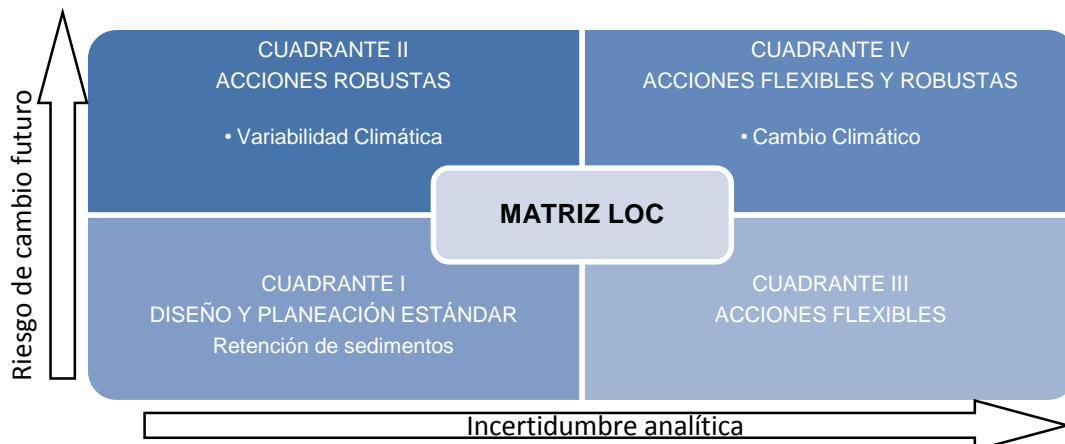 CUADRANTE II
ACCIONES ROBUSTAS
• Variabilidad Climática
CUADRANTE IV
ACCIONES FLEXIBLES Y ROBUSTAS
• Cambio Climático
MATRIZ LOC
CUADRANTE I
DISEÑO Y PLANEACIÓN ESTÁNDAR
Retención de sedimentos
CUADRANTE III
ACCIONES FLEXIBLES
Riesgo de cambio futuro
Incertidumbre analítica